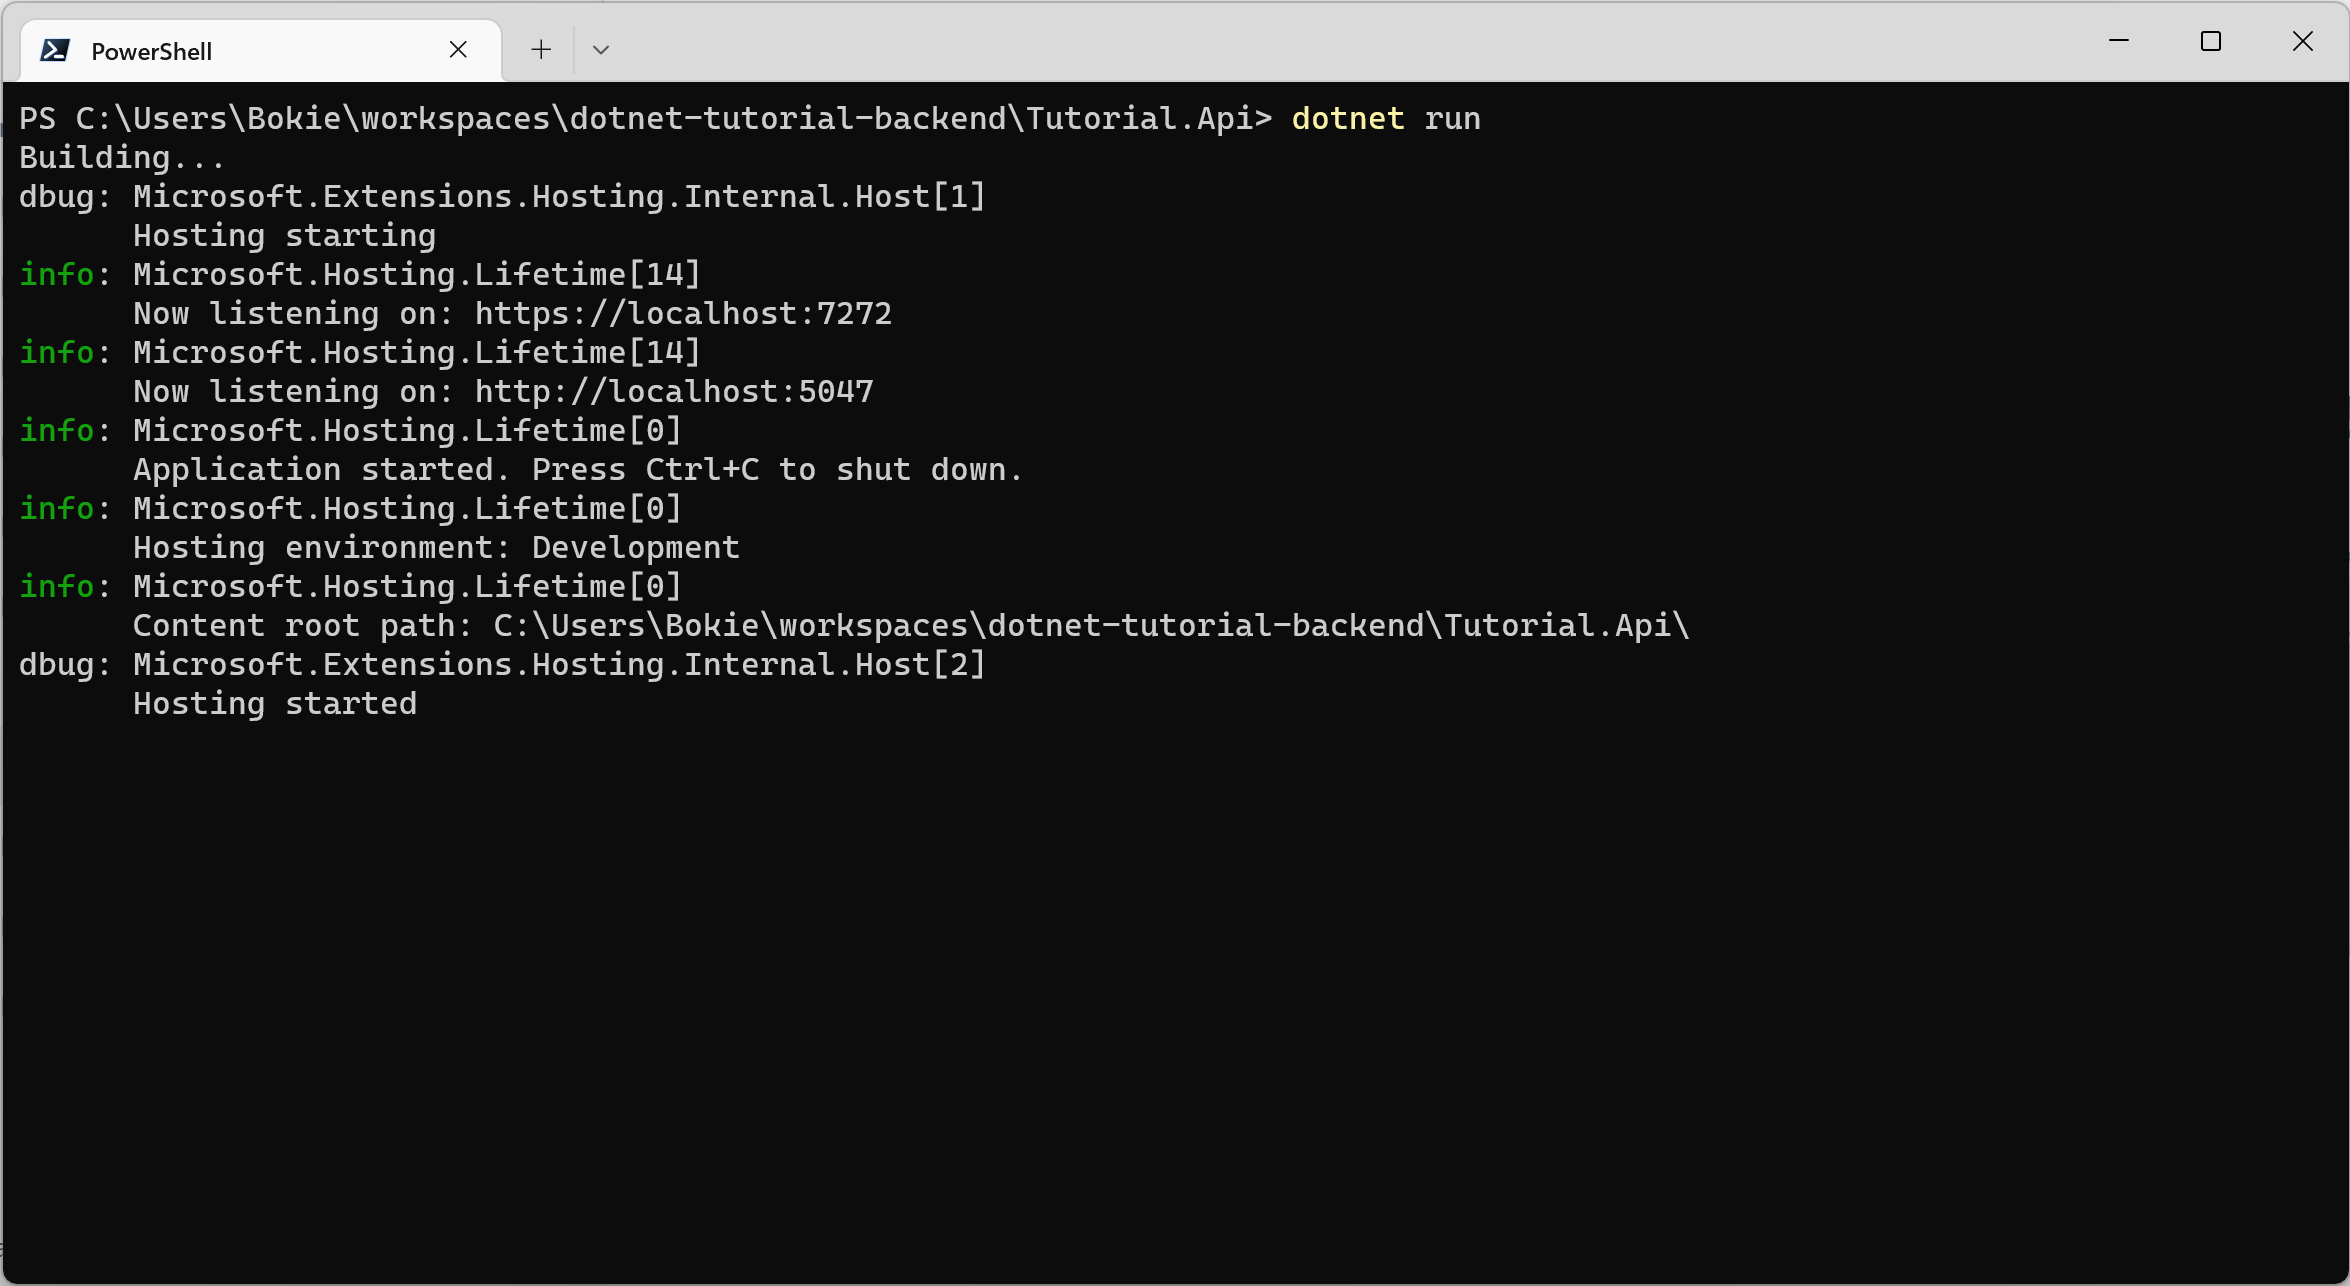 PowerShell
PS C:\Users\Bokie\workspaces\dotnet-tutorial-backend\Tutorial.Api> dotnet run
Building...
dbug: Microsoft.Extensions.Hosting.Internal.Host[1]
      Hosting starting
info: Microsoft.Hosting.Lifetime[14]
      Now listening on: https://localhost:7272
info: Microsoft.Hosting.Lifetime[14]
      Now listening on: http://localhost:5047
info: Microsoft.Hosting.Lifetime[0]
      Application started. Press Ctrl+C to shut down.
info: Microsoft.Hosting.Lifetime[0]
      Hosting environment: Development
info: Microsoft.Hosting.Lifetime[0]
      Content root path: C:\Users\Bokie\workspaces\dotnet-tutorial-backend\Tutorial.Api\
dbug: Microsoft.Extensions.Hosting.Internal.Host[2]
      Hosting started